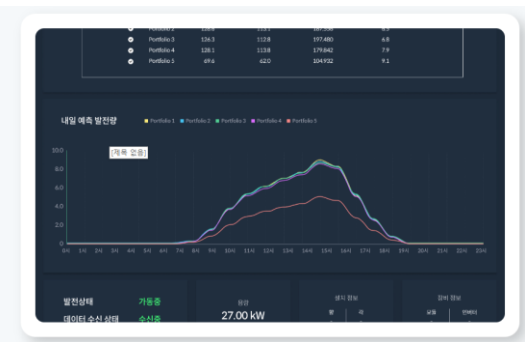 Portfolio 3 126.3 112.8 197.480 6.8
Portfolio 4 128.1 113.8 179.842 7.9
Portfolio 5 69.6 62.0 104.932 9.1
내일 예측 발전량
Portfolio 1 Portfolio 2 Portfolio 3 Portfolio 4 Portfolio 5
[제목 없음]
10.0
8.0
6.0
4.0
2.0
0
0시 1시 2시 3시 4시 5시 6시 7시 8시 9시 10시 11시 12시 13시 14시 15시 16시 17시 18시 19시 20시 21시 22시 23시
발전상태 가동중
데이터 수신 상태 수신중
용량
27.00 kW
설치 정보
장비 정보
모듈 인버터